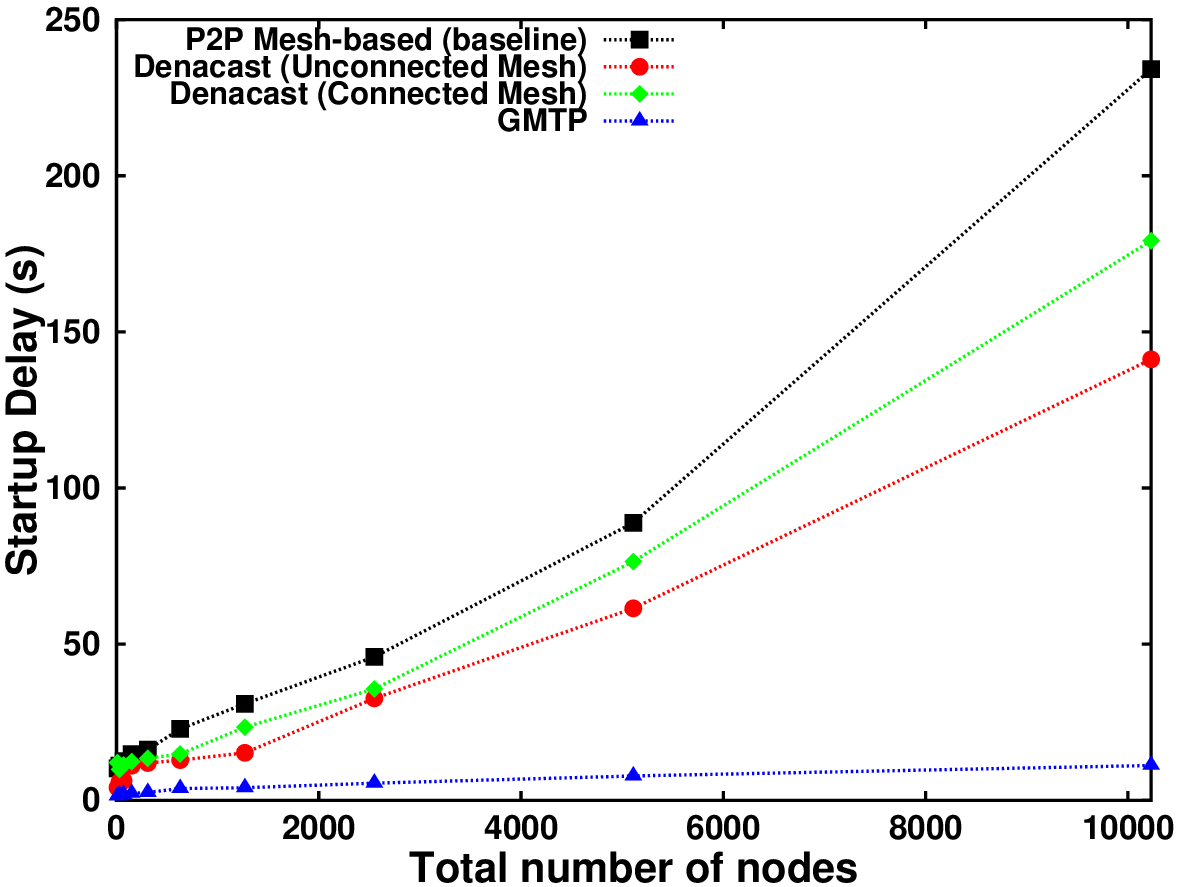 250
200
150
100
50
0
Startup Delay (s)
P2P Mesh-based (baseline)
Denacast (Unconnected Mesh)
Denacast (Connected Mesh)
GMTP
0 2000 4000 6000 8000 10000
Total number of nodes